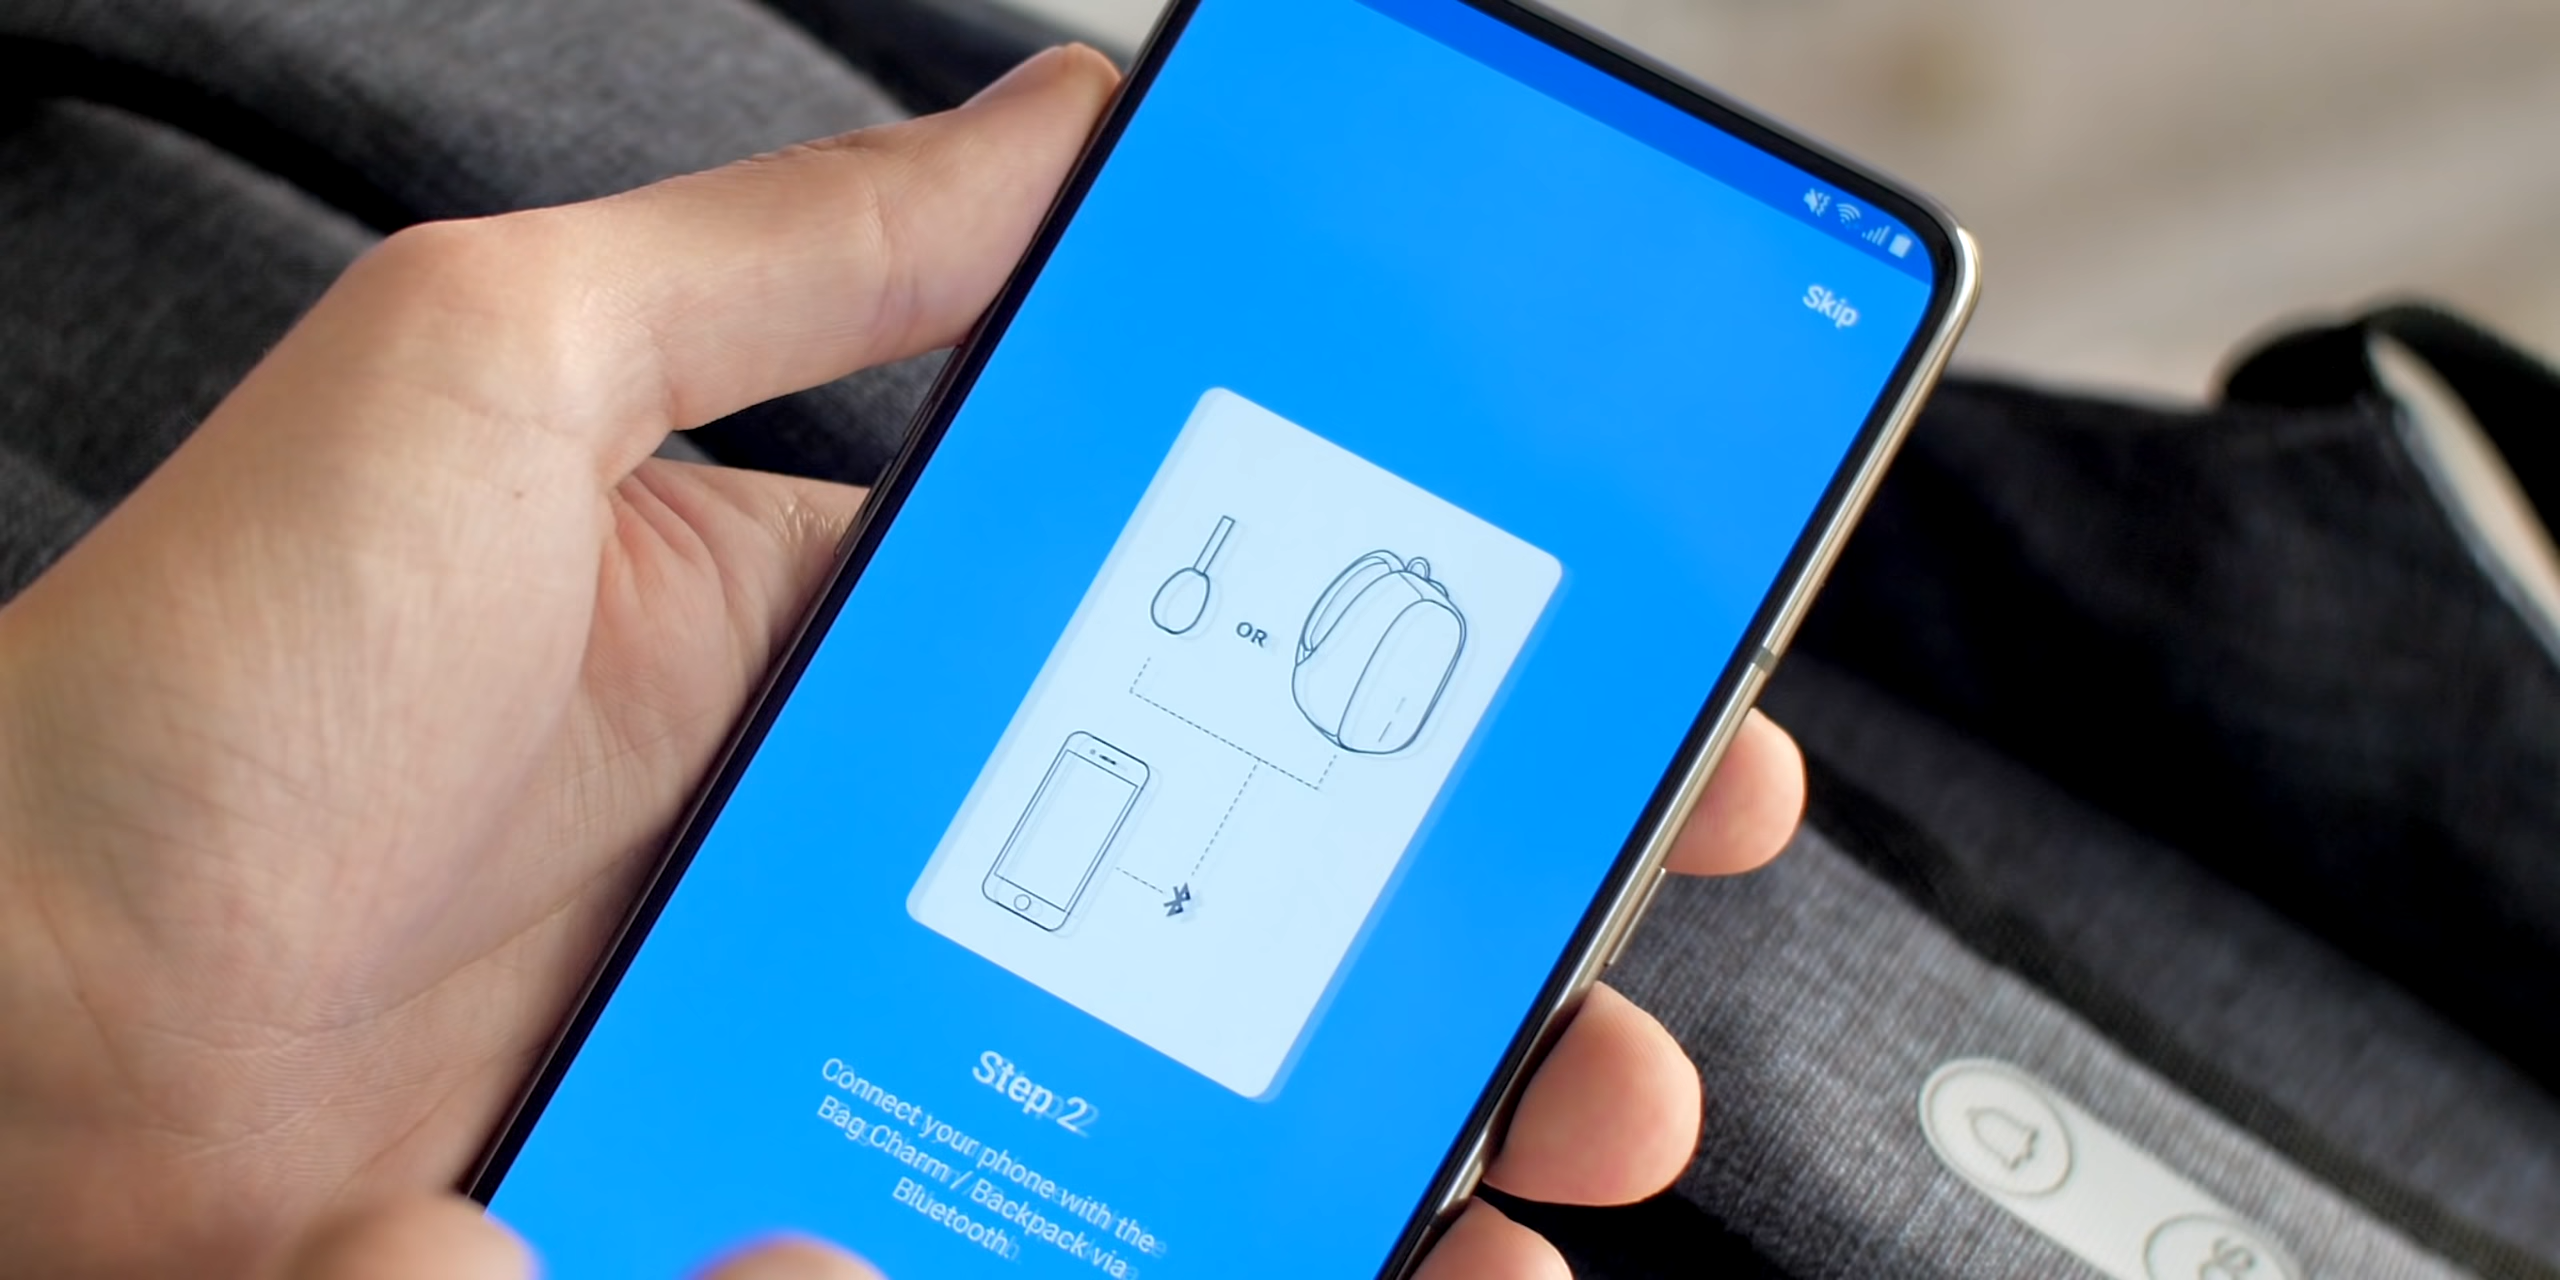 Skip
OR
Step 2
Connect your phone with the
Bag Charm / Backpack via
Bluetooth.